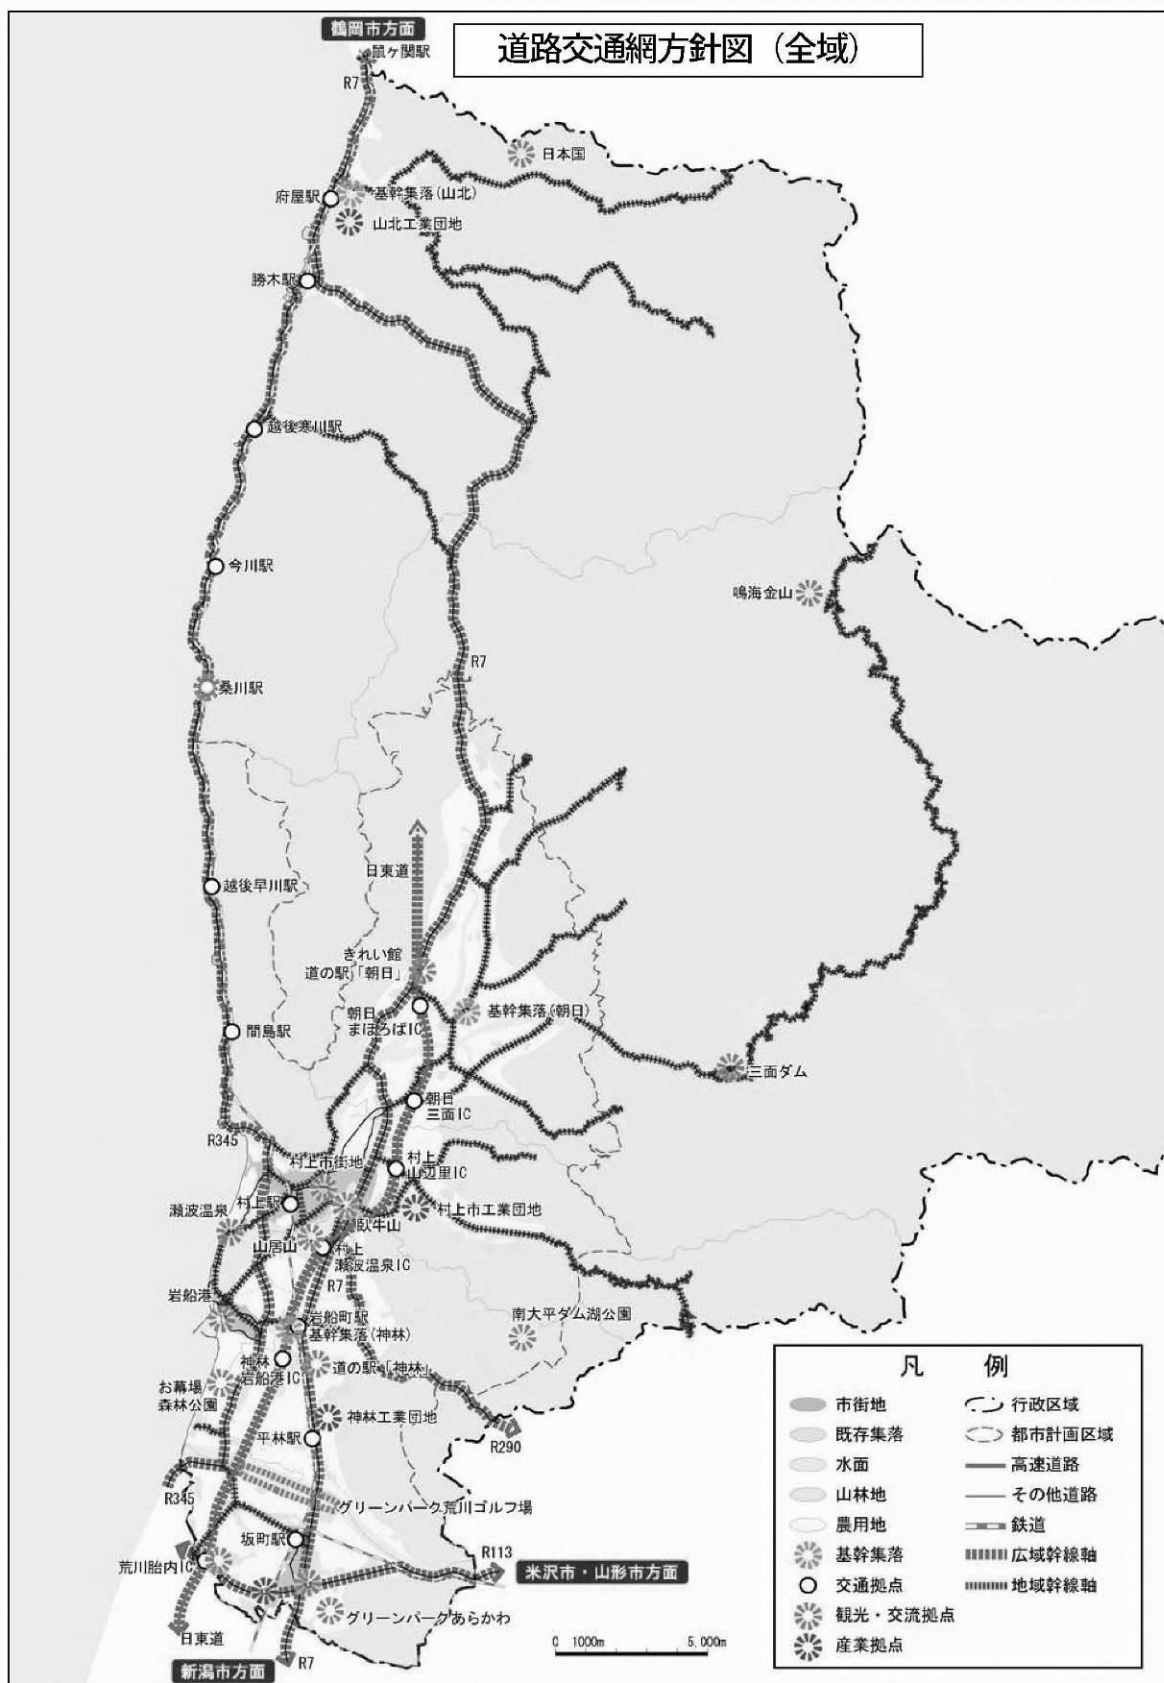 鶴岡市方面
道路交通網方針図（全域）
鼠ヶ関駅
R7
日本国
府屋駅
基幹集落(山北)
山北工業団地
勝木駅
越後寒川駅
今川駅
鳴海金山
R7
桑川駅
日東道
越後早川駅
きれい館
道の駅「朝日」
朝日
まほろばIC
基幹集落(朝日)
間島駅
三面ダム
朝日
三面IC
R345
村上市街地
村上
山辺里IC
村上駅
瀬波温泉
村上市工業団地
臥牛山
山居山
村上
瀬波温泉IC
R7
岩船港
岩船町駅
基幹集落(神林)
南大平ダム湖公園
神林
岩船港IC
道の駅「神林」
お幕場
森林公園
神林工業団地
平林駅
R290
R345
グリーンパーク荒川ゴルフ場
坂町駅
荒川胎内IC
R113
米沢市・山形市方面
グリーンパークあらかわ
日東道
R7
新潟市方面
0 1000m 5,000m
凡例
市街地
既存集落
水面
山林地
農用地
基幹集落
交通拠点
観光・交流拠点
産業拠点
行政区域
都市計画区域
高速道路
その他道路
鉄道
広域幹線軸
地域幹線軸